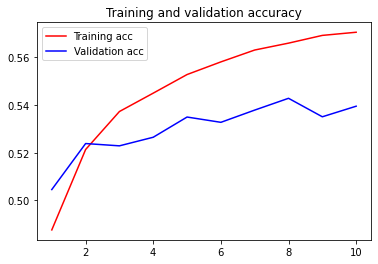 Training and validation accuracy
Training acc
Validation acc
0.56
0.54
0.52
0.50
2 4 6 8 10